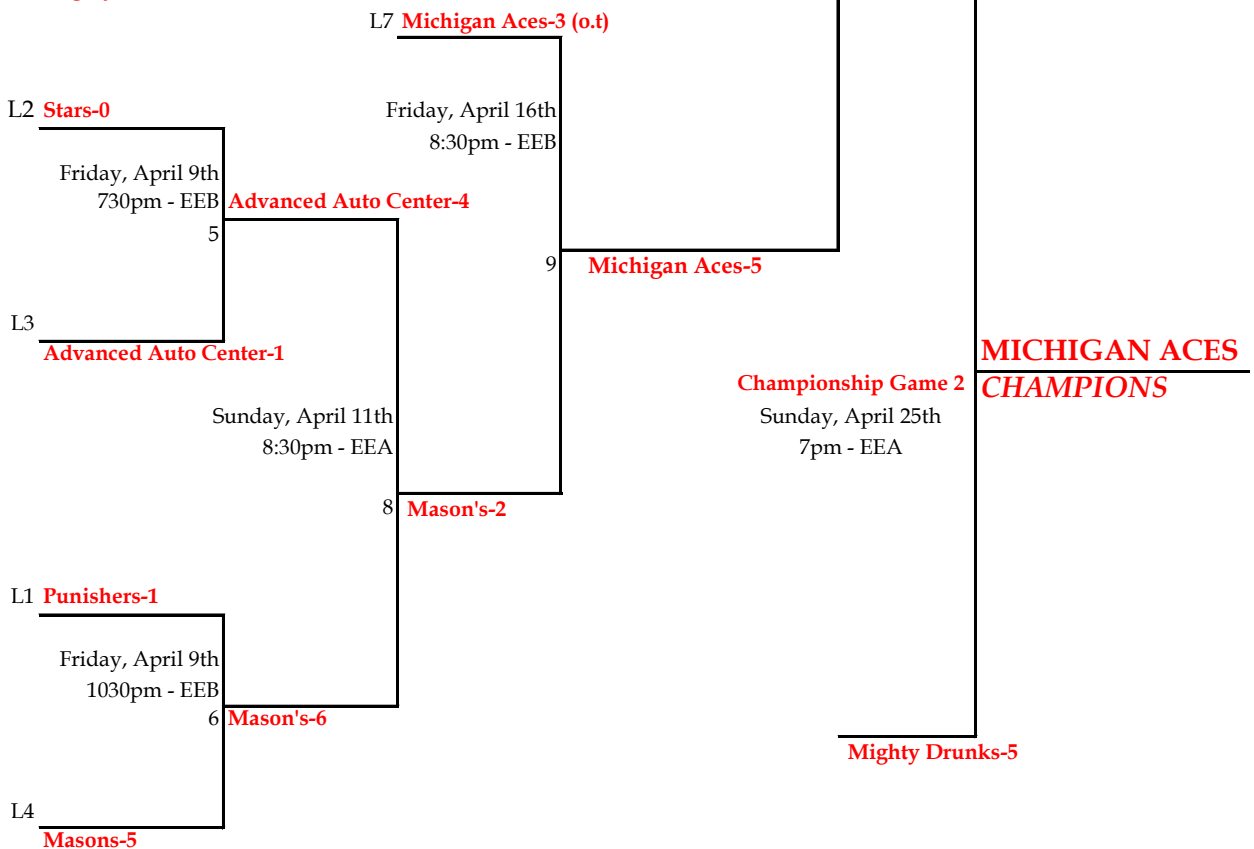 L7 Michigan Aces-3 (o.t)
L2 Stars-0
Friday, April 16th
8:30pm - EEB
Friday, April 9th
730pm - EEB
Advanced Auto Center-4
5
9
Michigan Aces-5
L3
Advanced Auto Center-1
MICHIGAN ACES
CHAMPIONS
Championship Game 2
Sunday, April 25th
7pm - EEA
Sunday, April 11th
8:30pm - EEA
8
Mason's-2
L1 Punishers-1
Friday, April 9th
1030pm - EEB
6
Mason's-6
Mighty Drunks-5
L4
Masons-5